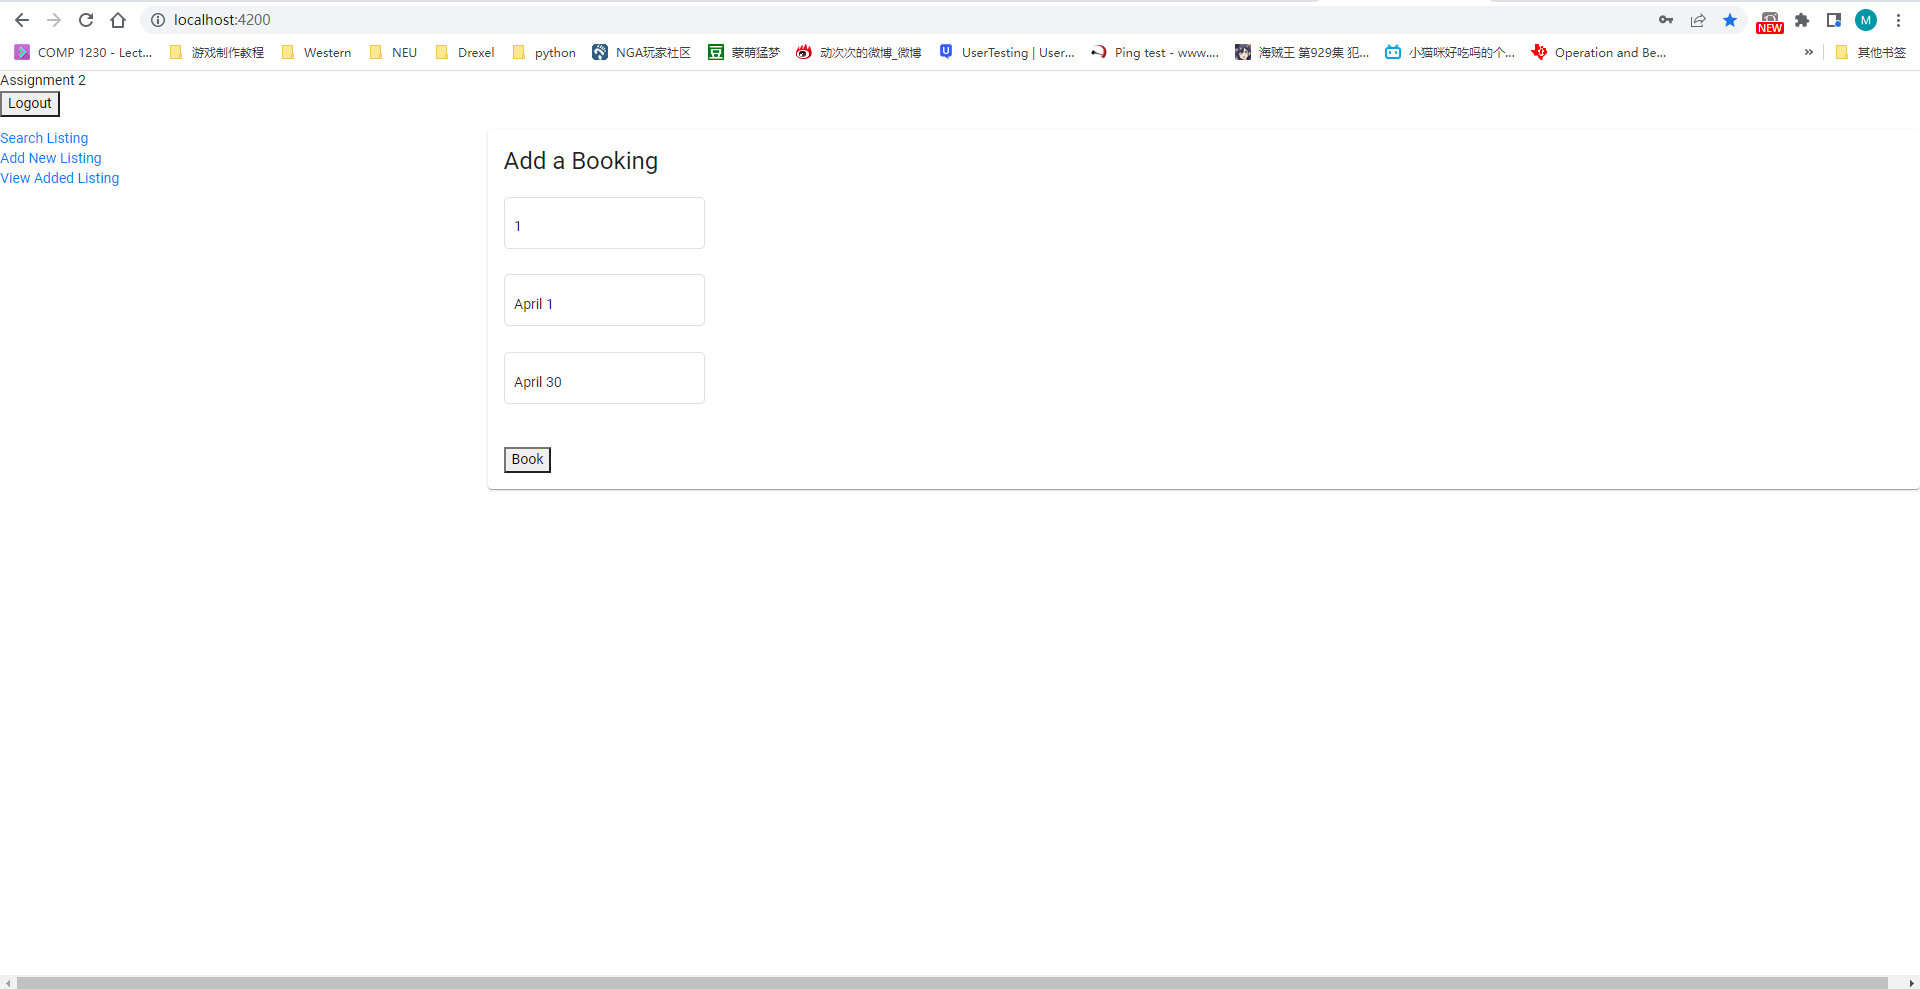 localhost:4200
NEW
M
COMP 1230 - Lect...
游戏制作教程
Western
NEU
Drexel
python
NGA玩家社区
豆
蒙萌猛梦
动次次的微博_微博
U
UserTesting | User...
Ping test - www....
海贼王 第929集 犯...
小猫咪好吃吗的个...
Operation and Be...
»
其他书签
Assignment 2
Logout
Search Listing
Add New Listing
View Added Listing
Add a Booking
1
April 1
April 30
Book